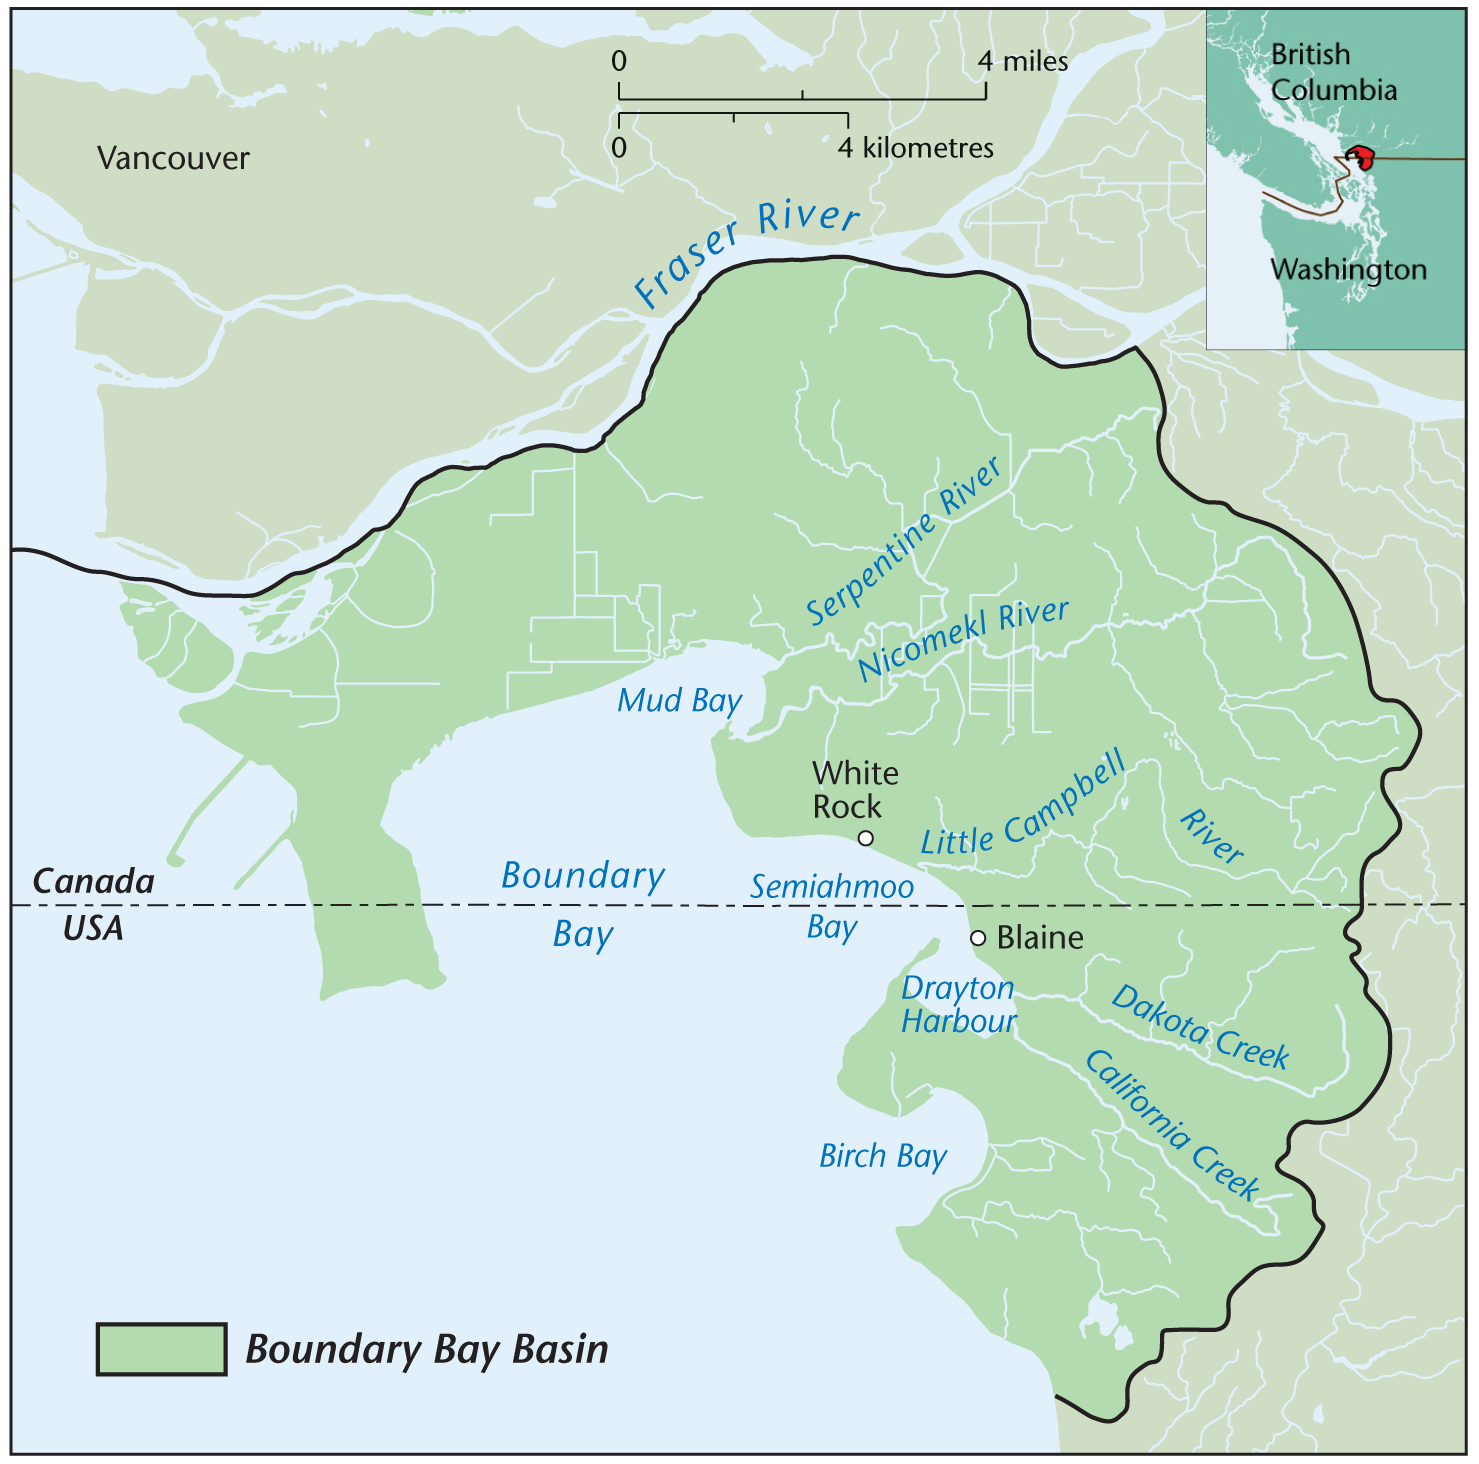 0 4 miles
0 4 kilometres
British
Columbia
Washington
Vancouver
Fraser River
Serpentine River
Nicomekl River
Mud Bay
White
Rock
Little Campbell River
Canada
USA
Boundary
Bay
Semiahmoo
Bay
Blaine
Drayton
Harbour
Dakota Creek
California Creek
Birch Bay
Boundary Bay Basin